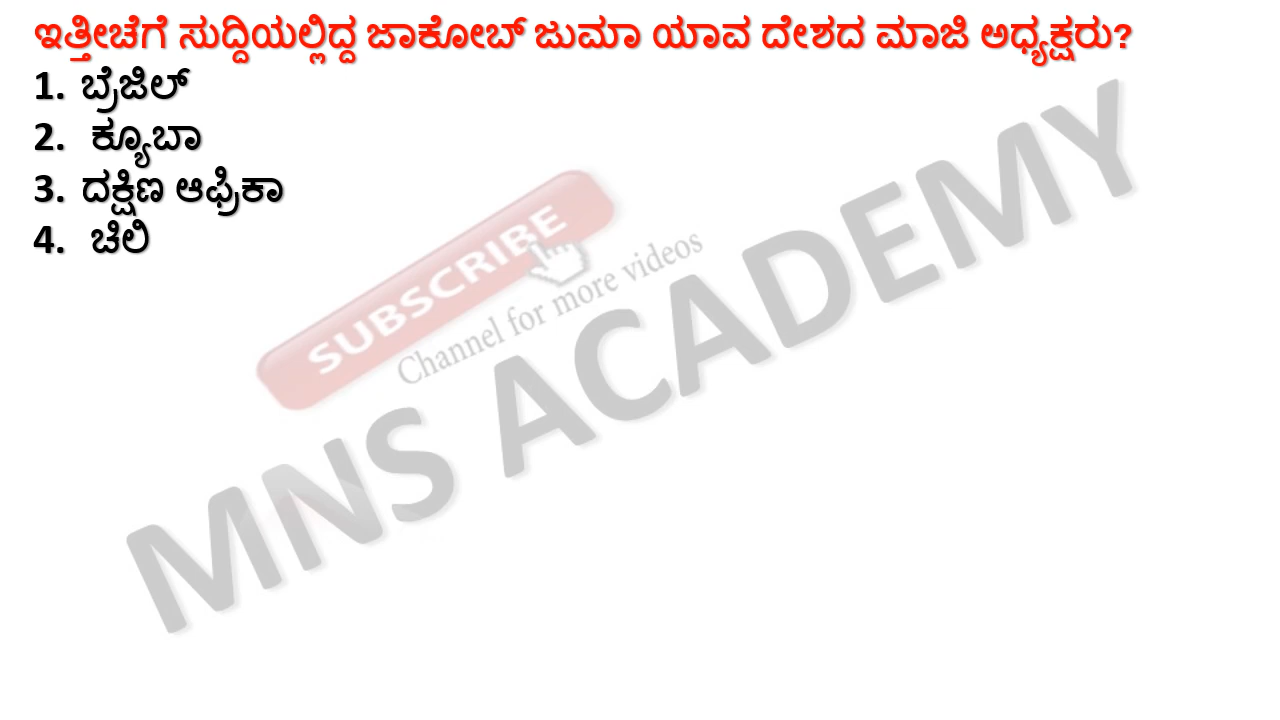 ಇತ್ತೀಚೆಗೆ ಸುದ್ದಿಯಲ್ಲಿದ್ದ ಜಾಕೋಬ್ ಜುಮಾ ಯಾವ ದೇಶದ ಮಾಜಿ ಅಧ್ಯಕ್ಷರು?
1. ಬ್ರೆಜಿಲ್
2. ಕ್ಯೂಬಾ
3. ದಕ್ಷಿಣ ಆಫ್ರಿಕಾ
4. ಚಿಲಿ
SUBSCRIBE
Channel for more videos
MNS ACADEMY